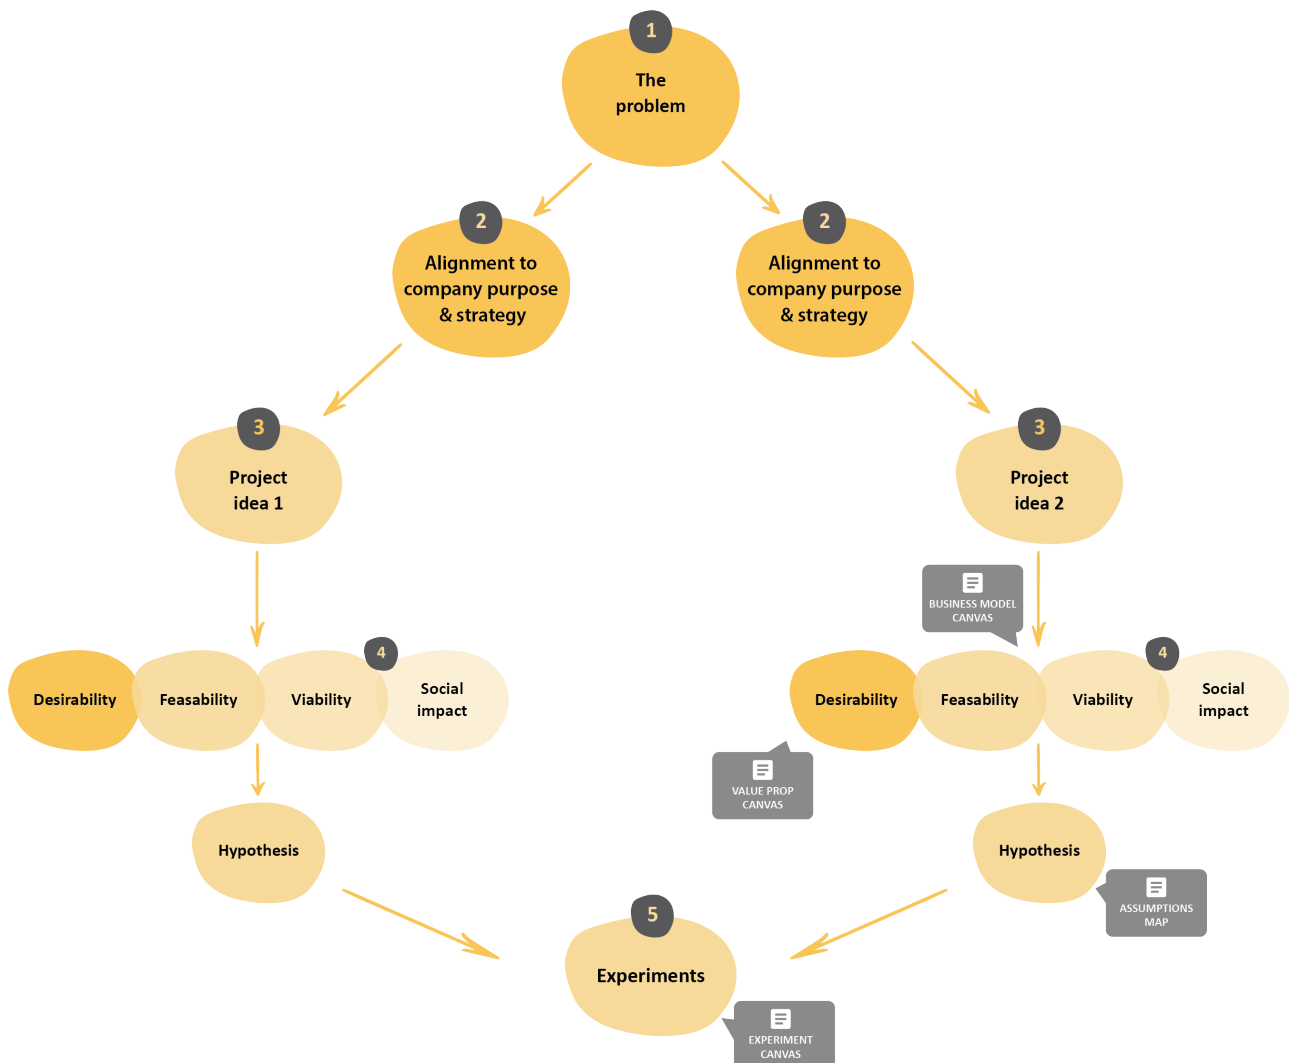 1
The
problem
2
Alignment to
company purpose
& strategy
2
Alignment to
company purpose
& strategy
3
Project
idea 1
3
Project
idea 2
BUSINESS MODEL
CANVAS
4
Desirability
Feasability
Viability
Social
impact
4
Desirability
Feasability
Viability
Social
impact
VALUE PROP
CANVAS
Hypothesis
Hypothesis
ASSUMPTIONS
MAP
5
Experiments
EXPERIMENT
CANVAS